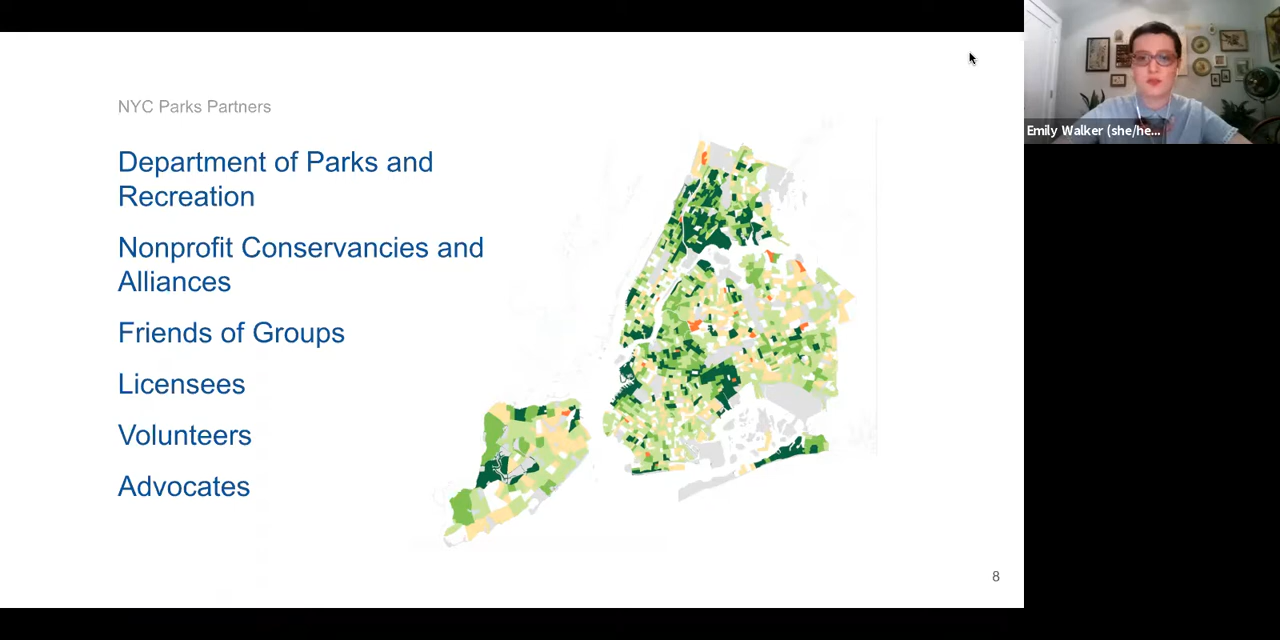 NYC Parks Partners
Department of Parks and
Recreation
Nonprofit Conservancies and
Alliances
Friends of Groups
Licensees
Volunteers
Advocates
8
Emily Walker (she/he...